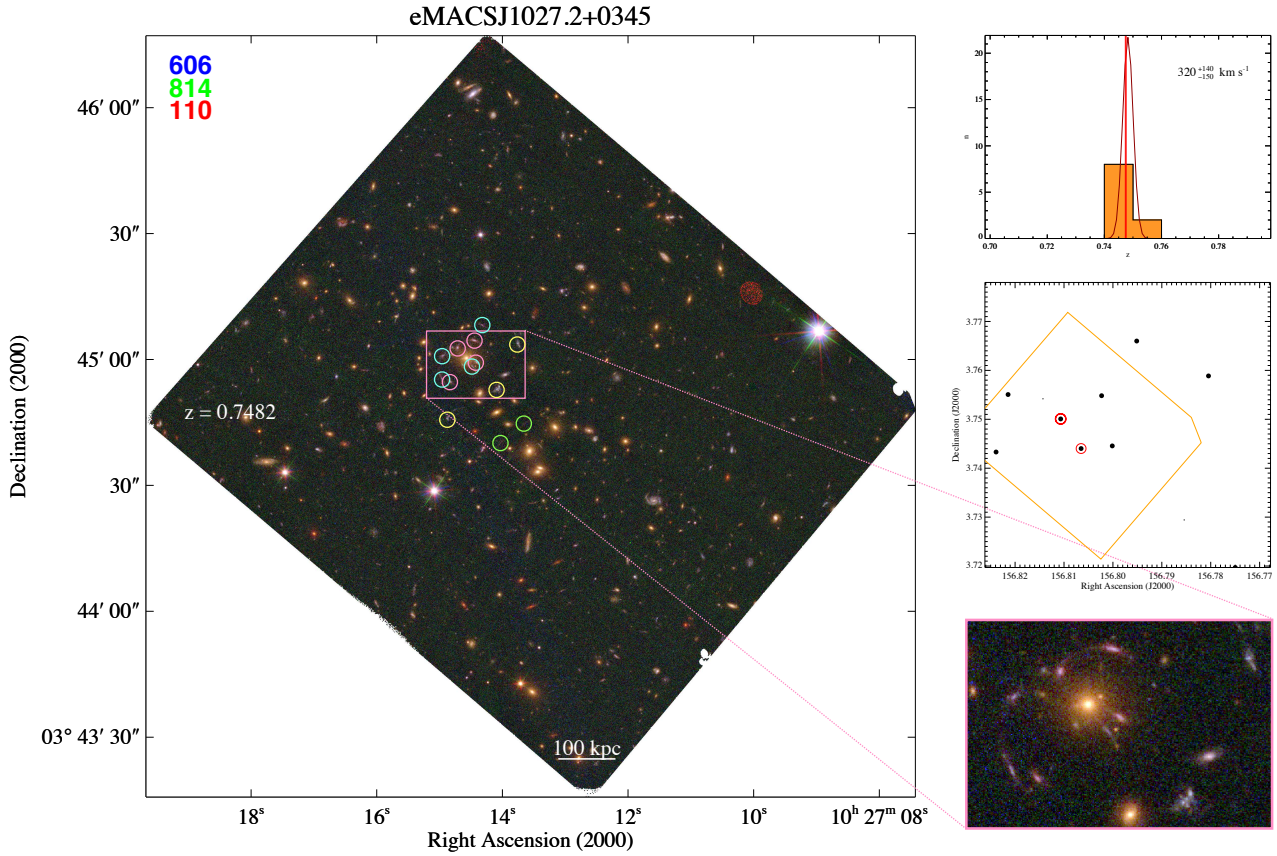 eMACSJ1027.2+0345
606
814
110
46′ 00″
30″
45′ 00″
30″
44′ 00″
03° 43′ 30″
Declination (2000)
z = 0.7482
100 kpc
18ˢ 16ˢ 14ˢ 12ˢ 10ˢ 10ʰ 27ᵐ 08ˢ
Right Ascension (2000)
320 +140 −150 km s⁻¹
20
15
10
5
0
n
0.70 0.72 0.74 0.76 0.78
z
3.77
3.76
3.75
3.74
3.73
3.72
Declination (J2000)
156.82 156.81 156.80 156.79 156.78 156.77
Right Ascension (J2000)